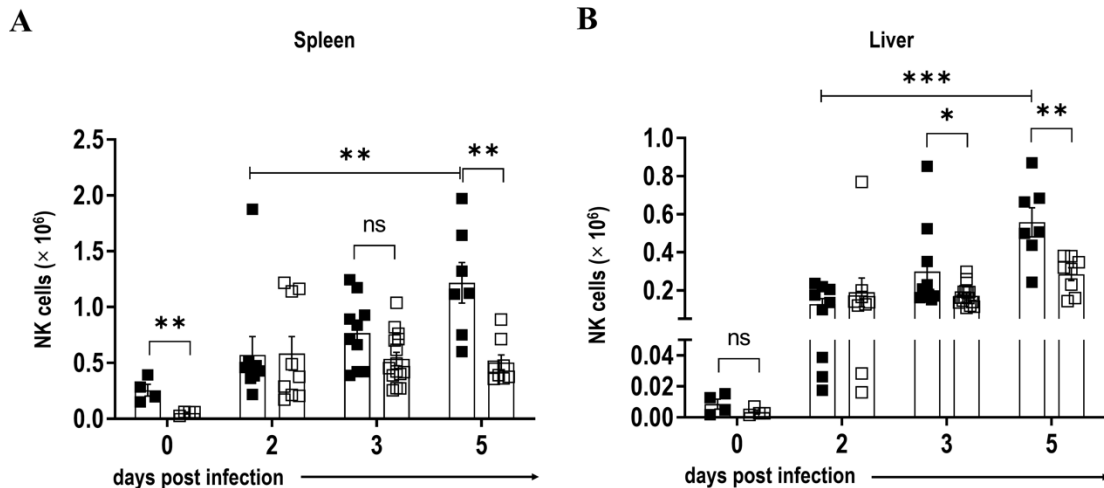 A
Spleen
NK cells (× 10⁶)
2.5
2.0
1.5
1.0
0.5
0.0
**
**
ns
**
0 2 3 5
days post infection
B
Liver
NK cells (× 10⁶)
1.0
0.8
0.6
0.4
0.2
0.04
0.02
0.00
***
*
**
ns
0 2 3 5
days post infection